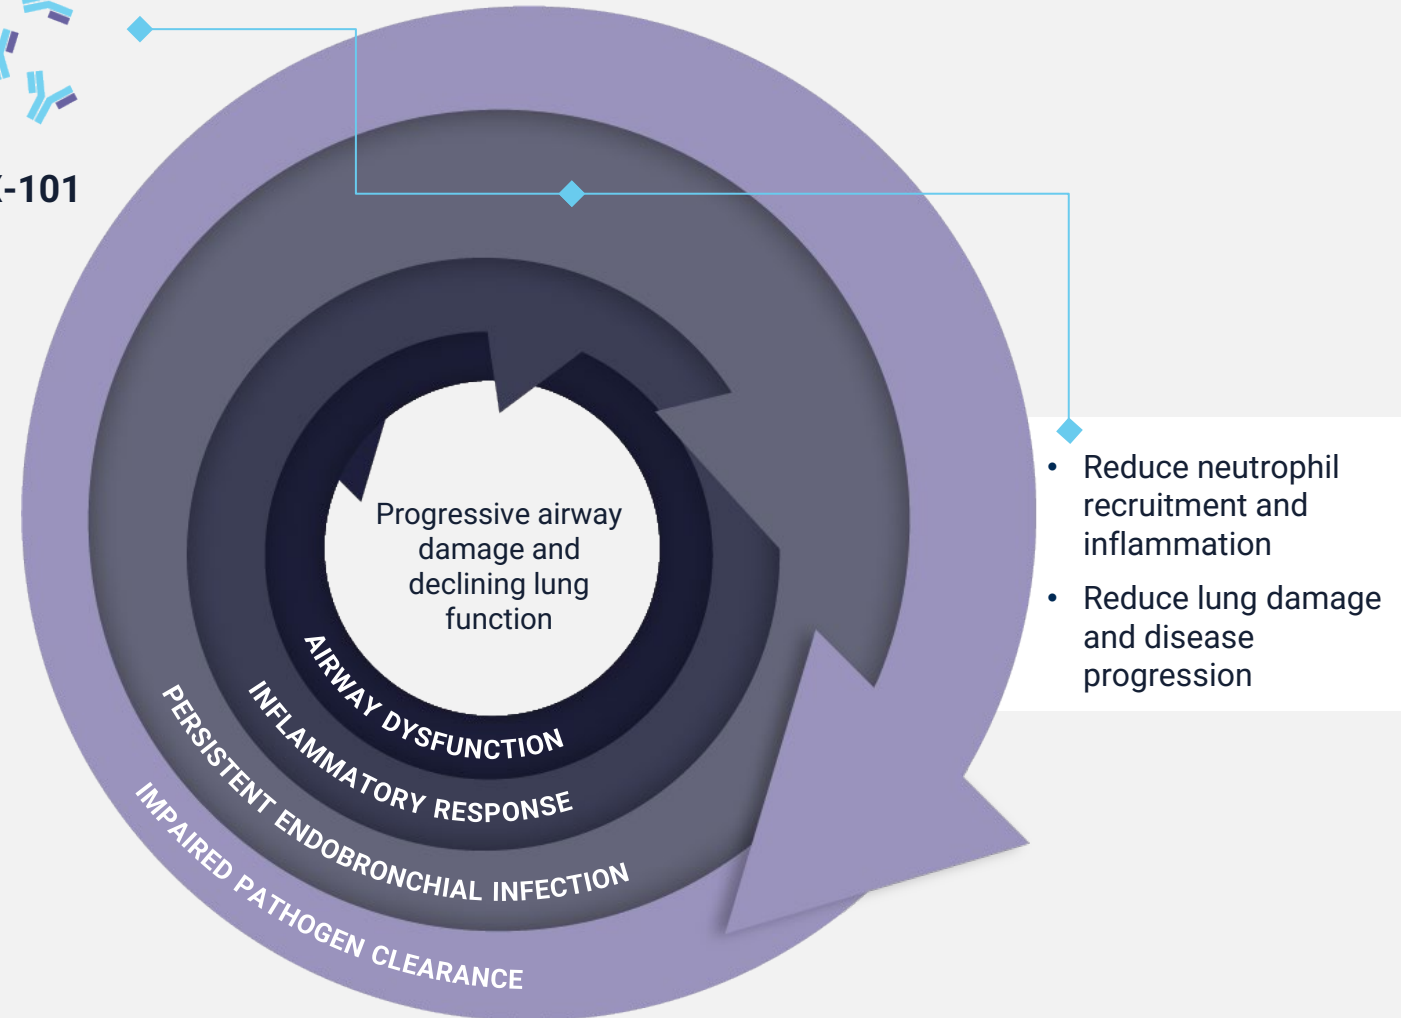 -101
Progressive airway
damage and
declining lung
function
AIRWAY DYSFUNCTION
INFLAMMATORY RESPONSE
PERSISTENT ENDOBRONCHIAL INFECTION
IMPAIRED PATHOGEN CLEARANCE
• Reduce neutrophil
recruitment and
inflammation
• Reduce lung damage
and disease
progression